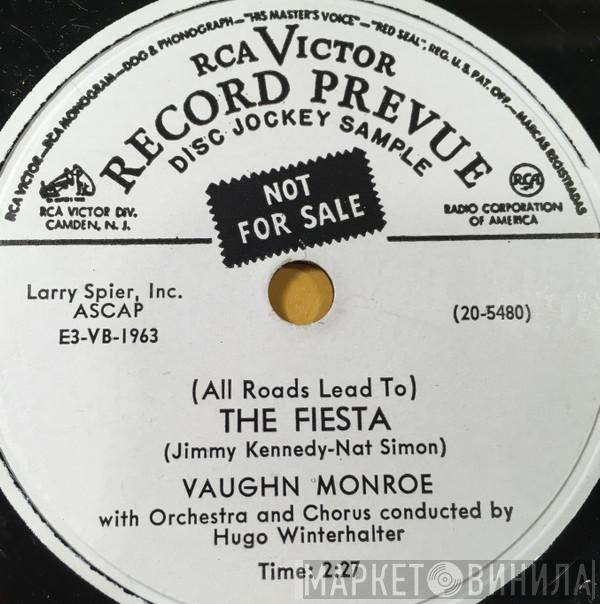 RCA VICTOR—RCA MONOGRAM—DOG & PHONOGRAPH—"HIS MASTER'S VOICE"—"RED SEAL", REG. U. S. PAT. OFF.—MARCAS REGISTRADAS
RCA VICTOR
RECORD PREVUE
DISC JOCKEY SAMPLE
NOT
FOR SALE
RCA VICTOR DIV.
CAMDEN, N. J.
RCA
RADIO CORPORATION
OF AMERICA
Larry Spier, Inc.
ASCAP
E3-VB-1963
(20-5480)
(All Roads Lead To)
THE FIESTA
(Jimmy Kennedy-Nat Simon)
VAUGHN MONROE
with Orchestra and Chorus conducted by
Hugo Winterhalter
Time: 2:27
МАРКЕТ ВИНИЛА!